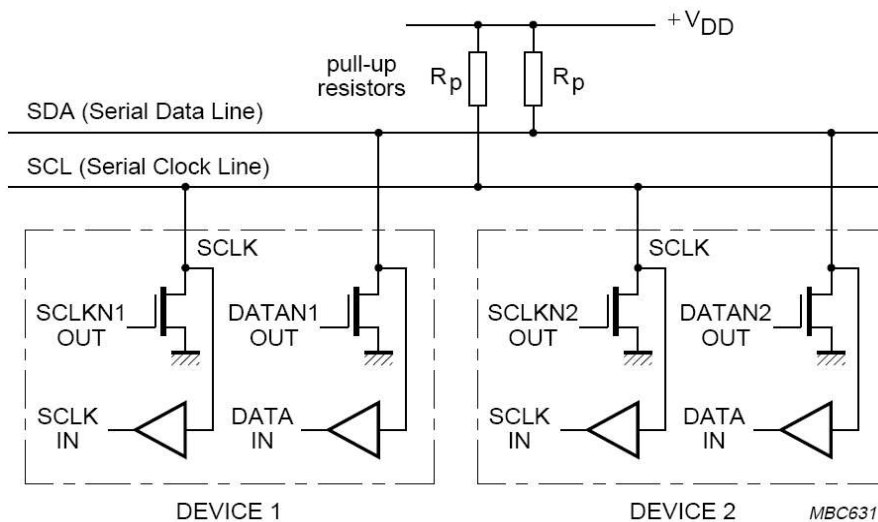 +VDD
pull-up
resistors
Rp
Rp
SDA (Serial Data Line)
SCL (Serial Clock Line)
SCLK
SCLK
SCLKN1
OUT
DATAN1
OUT
SCLKN2
OUT
DATAN2
OUT
SCLK
IN
DATA
IN
SCLK
IN
DATA
IN
DEVICE 1
DEVICE 2
MBC631